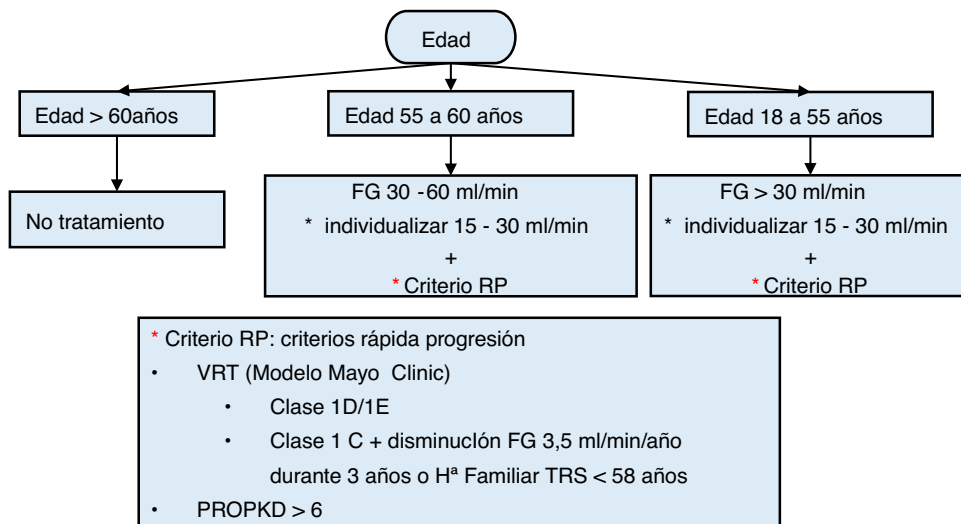 Edad
Edad > 60años
Edad 55 a 60 años
Edad 18 a 55 años
No tratamiento
FG 30 -60 ml/min
* individualizar 15 - 30 ml/min
+
* Criterio RP
FG > 30 ml/min
* individualizar 15 - 30 ml/min
+
* Criterio RP
* Criterio RP: criterios rápida progresión
• VRT (Modelo Mayo Clinic)
• Clase 1D/1E
• Clase 1 C + disminución FG 3,5 ml/min/año
durante 3 años o Hª Familiar TRS < 58 años
• PROPKD > 6